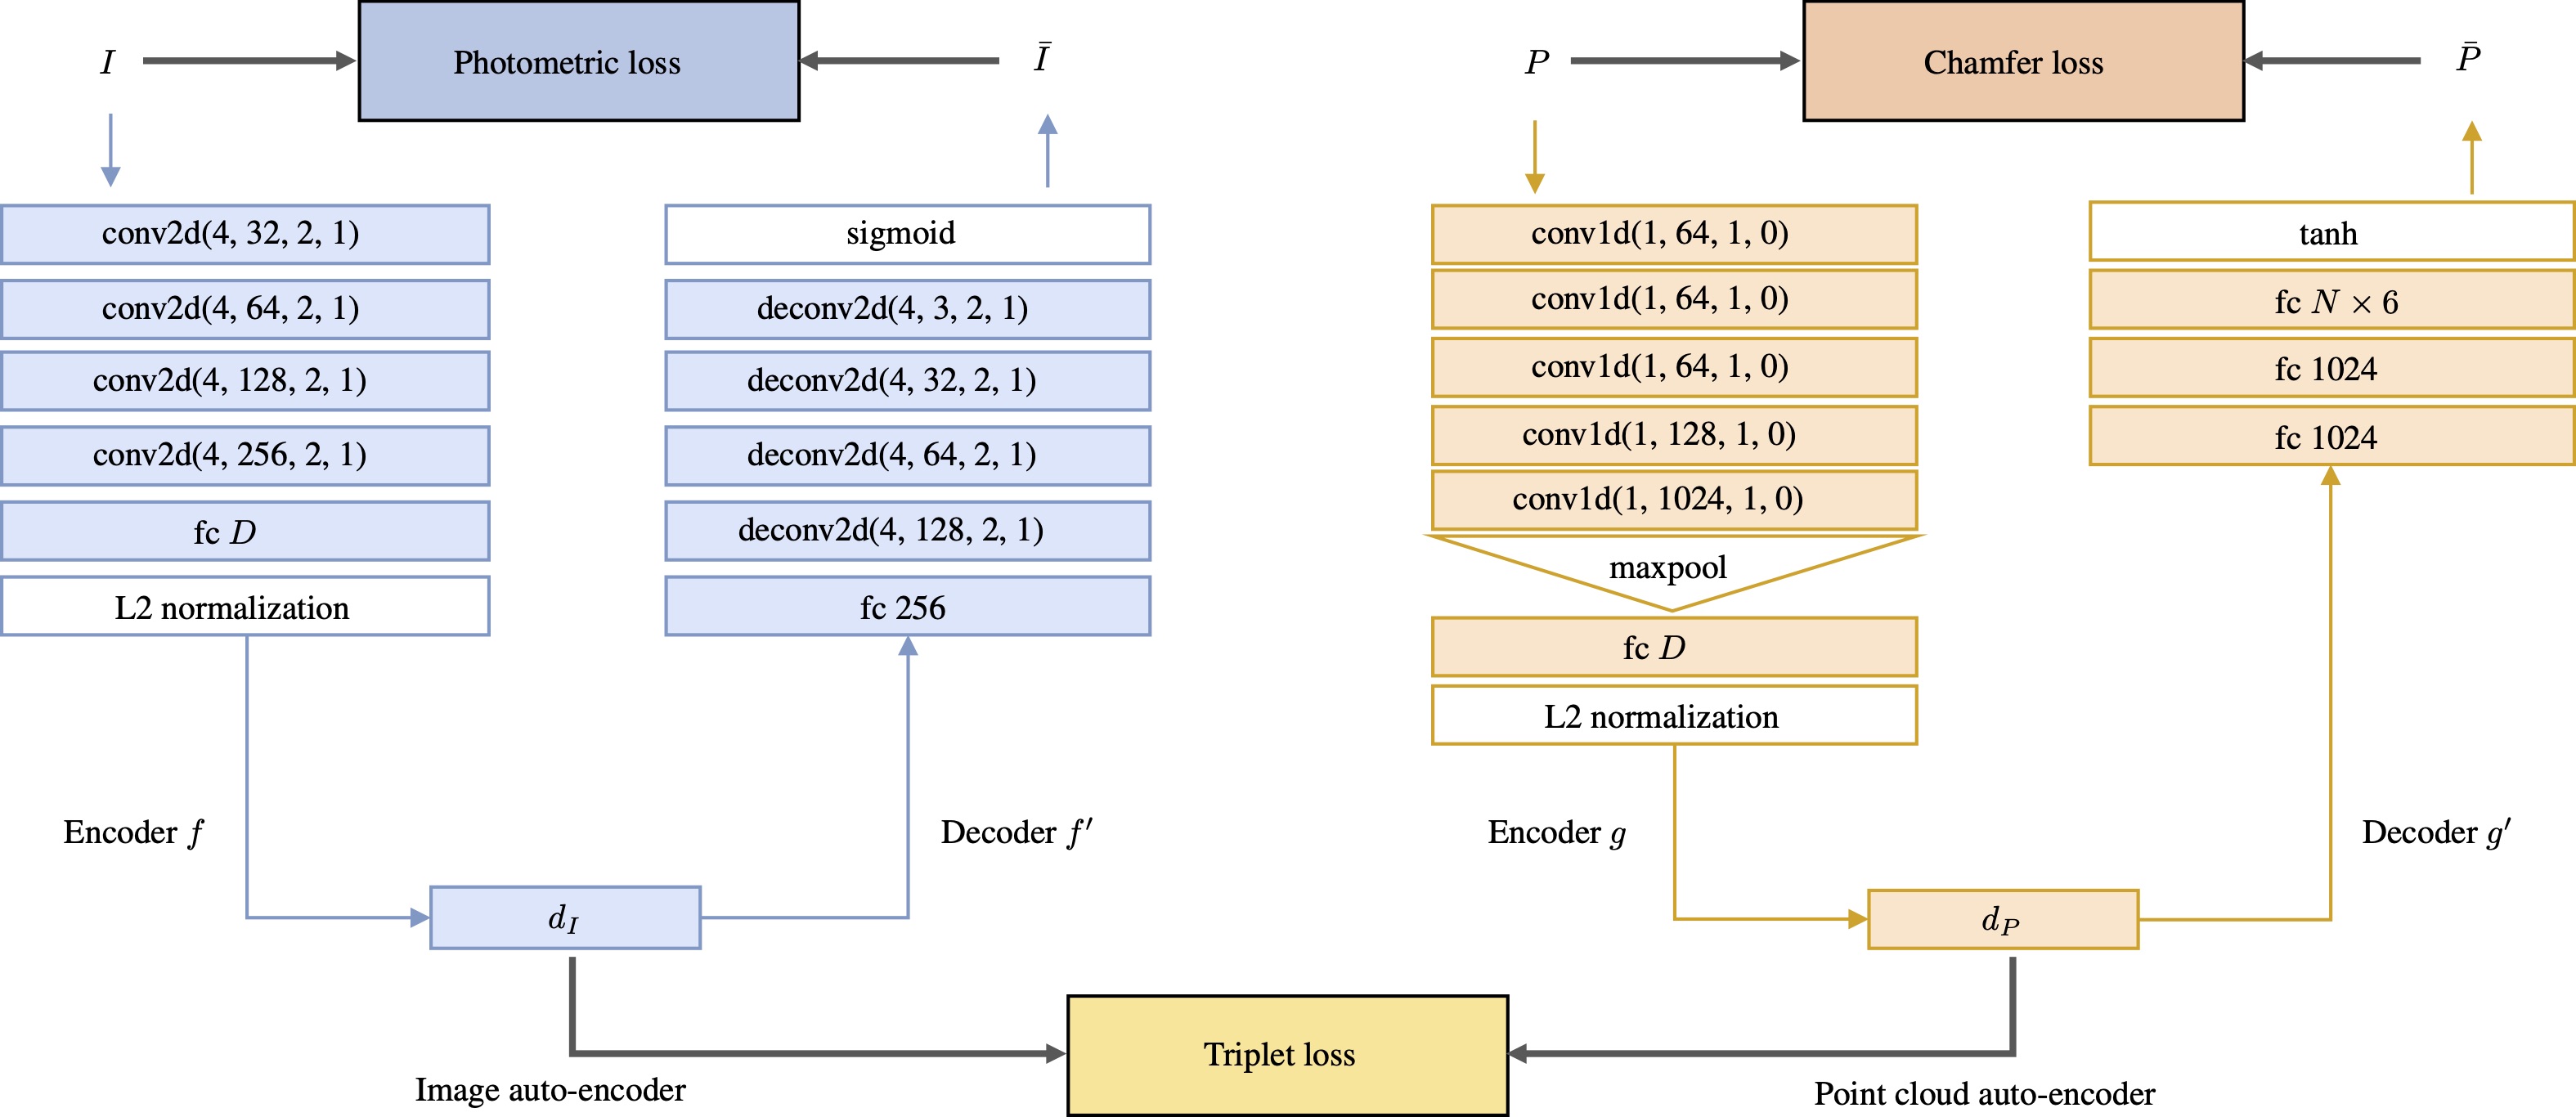 I
Photometric loss
Ī
conv2d(4, 32, 2, 1)
conv2d(4, 64, 2, 1)
conv2d(4, 128, 2, 1)
conv2d(4, 256, 2, 1)
fc D
L2 normalization
sigmoid
deconv2d(4, 3, 2, 1)
deconv2d(4, 32, 2, 1)
deconv2d(4, 64, 2, 1)
deconv2d(4, 128, 2, 1)
fc 256
Encoder f
Decoder f′
d_I
Image auto-encoder
P
Chamfer loss
P̄
conv1d(1, 64, 1, 0)
conv1d(1, 64, 1, 0)
conv1d(1, 64, 1, 0)
conv1d(1, 128, 1, 0)
conv1d(1, 1024, 1, 0)
maxpool
fc D
L2 normalization
tanh
fc N × 6
fc 1024
fc 1024
Encoder g
Decoder g′
d_P
Triplet loss
Point cloud auto-encoder